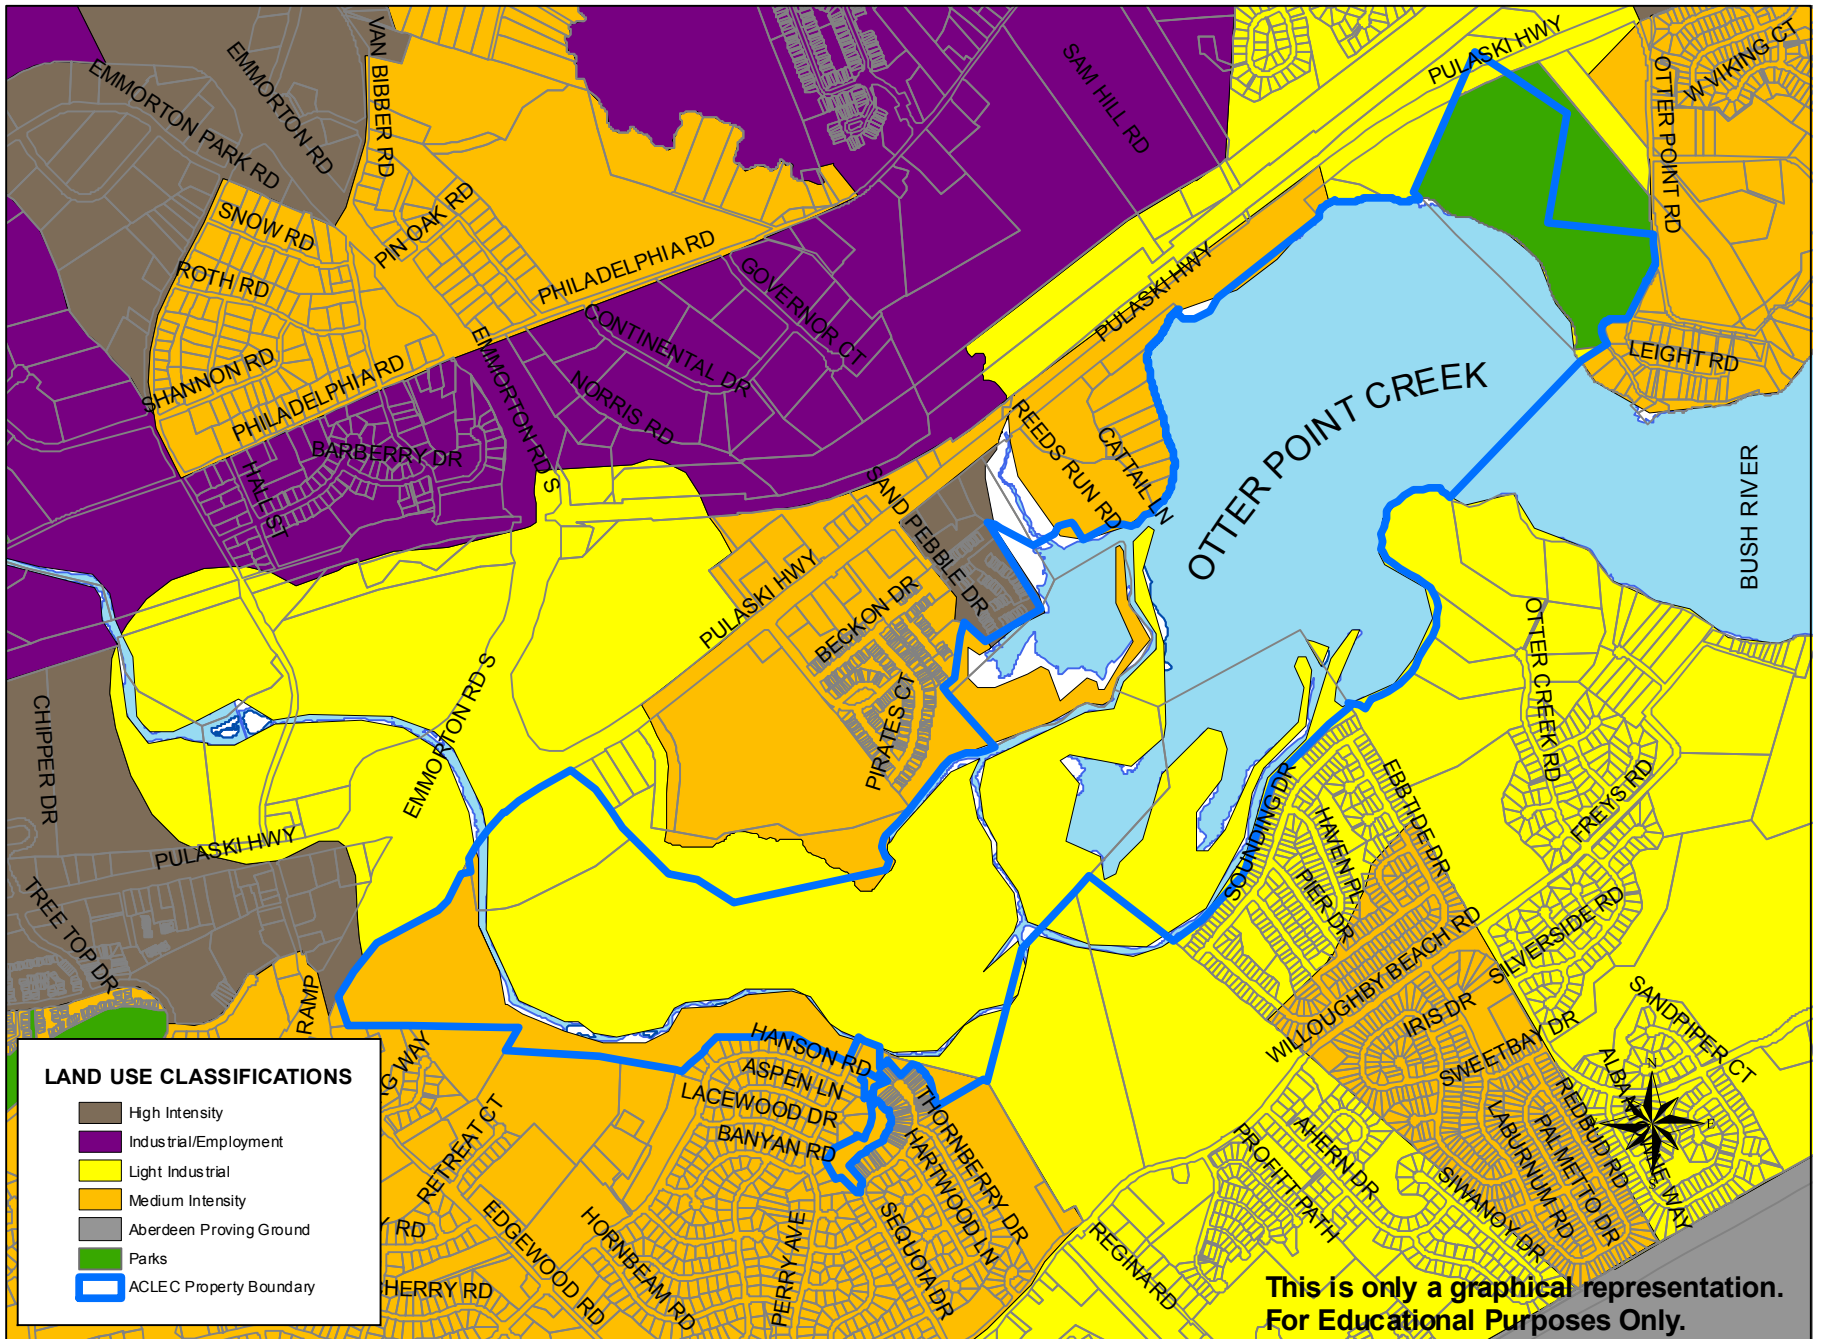 PULASKI HWY
W VIKING CT
OTTER POINT RD
SAM HILL RD
VAN BIBBER RD
EMMORTON RD
EMMORTON PARK RD
SNOW RD
PIN OAK RD
ROTH RD
PHILADELPHIA RD
GOVERNOR CT
CONTINENTAL DR
SHANNON RD
PHILADELPHIA RD
EMMORTON RD S
NORRIS RD
PULASKI HWY
LEIGHT RD
BARBERRY DR
HALE ST
REEDS RUN RD
CATTAIL LN
OTTER POINT CREEK
BUSH RIVER
SAND PEBBLE DR
PULASKI HWY
BECKON DR
PIRATES CT
EMMORTON RD S
CHIPPER DR
PULASKI HWY
TREE TOP DR
OTTER CREEK RD
FREYS RD
EBBTIDE DR
SOUNDING DR
HAVEN PL
PIER DR
SILVERSIDE RD
WILLOUGHBY BEACH RD
IRIS DR
SWEETBAY DR
SANDPIPER CT
RAMP
HANSON RD
ASPEN LN
LACEWOOD DR
BANYAN RD
THORNBERRY DR
HARTWOOD LN
SEQUOIA DR
PERRY AVE
HORNBEAM RD
EDGEWOOD RD
RETREAT CT
G WAY
Y RD
HERRY RD
REGINA RD
PROFITT PATH
AHERN DR
SIWANOY DR
LABURNUM RD
PALMETTO DR
REDBUD RD
N
E
LAND USE CLASSIFICATIONS
High Intensity
Industrial/Employment
Light Industrial
Medium Intensity
Aberdeen Proving Ground
Parks
ACLEC Property Boundary
This is only a graphical representation.
For Educational Purposes Only.